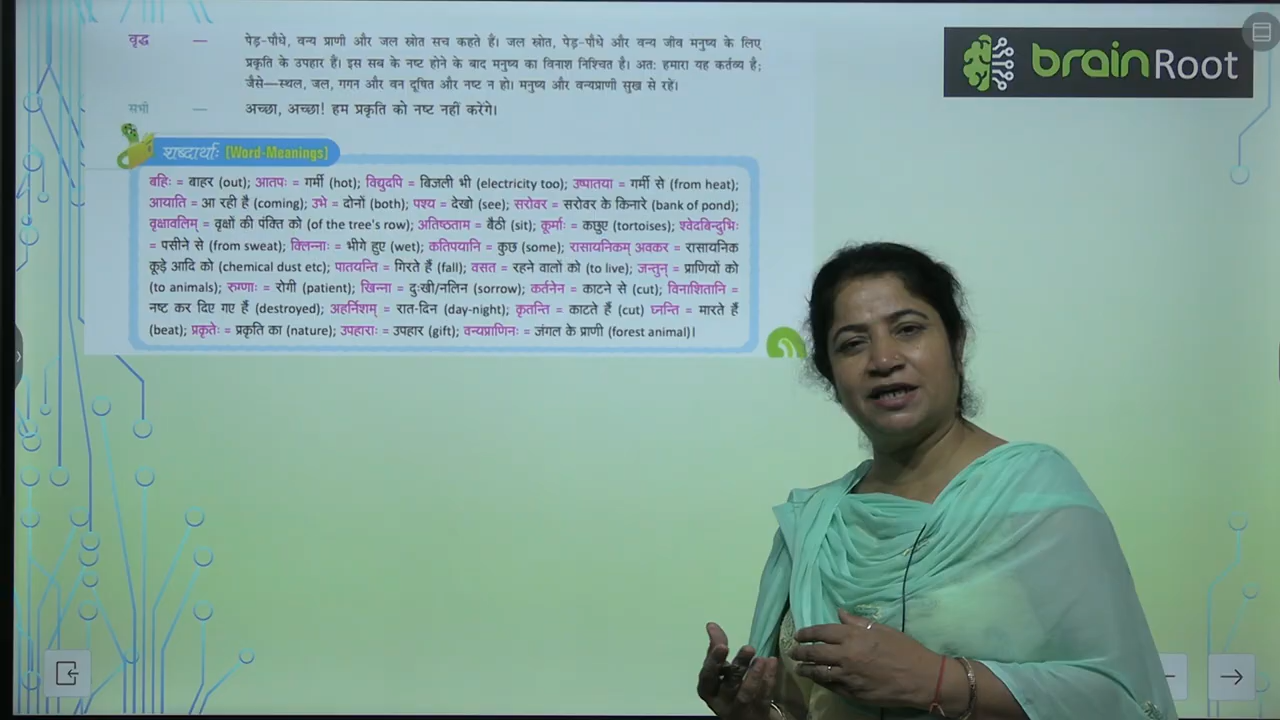 वृद्ध — पेड़-पौधे, वन्य प्राणी और जल स्रोत सच कहते हैं। जल स्रोत, पेड़-पौधे और वन्य जीव मनुष्य के लिए
प्रकृति के उपहार हैं। इस सब के नष्ट होने के बाद मनुष्य का विनाश निश्चित है। अतः हमारा यह कर्तव्य है;
जैसे—स्थल, जल, गगन और वन दूषित और नष्ट न हो। मनुष्य और वन्यप्राणी सुख से रहें।
सभी — अच्छा, अच्छा! हम प्रकृति को नष्ट नहीं करेंगे।
brainRoot
शब्दार्थाः [Word-Meanings]
बहिः = बाहर (out); आतपः = गर्मी (hot); विद्युदपि = बिजली भी (electricity too); उष्पातया = गर्मी से (from heat);
आयाति = आ रही है (coming); उभे = दोनों (both); पश्य = देखो (see); सरोवर = सरोवर के किनारे (bank of pond);
वृक्षावलिम् = वृक्षों की पंक्ति को (of the tree's row); अतिष्ठताम = बैठी (sit); कूर्माः = कछुए (tortoises); श्वेदबिन्दुभिः
= पसीने से (from sweat); क्लिन्नाः = भीगे हुए (wet); कतिपयानि = कुछ (some); रासायनिकम् अवकर = रासायनिक
कूड़े आदि को (chemical dust etc); पातयन्ति = गिरते हैं (fall); वसत = रहने वालों को (to live); जन्तुन् = प्राणियों को
(to animals); रुग्णाः = रोगी (patient); खिन्ना = दुःखी/नलिन (sorrow); कर्तनेन = काटने से (cut); विनाशितानि =
नष्ट कर दिए गए हैं (destroyed); अहर्निशम् = रात-दिन (day-night); कृतन्ति = काटते हैं (cut) घ्नन्ति = मारते हैं
(beat); प्रकृतेः = प्रकृति का (nature); उपहाराः = उपहार (gift); वन्यप्राणिनः = जंगल के प्राणी (forest animal)।